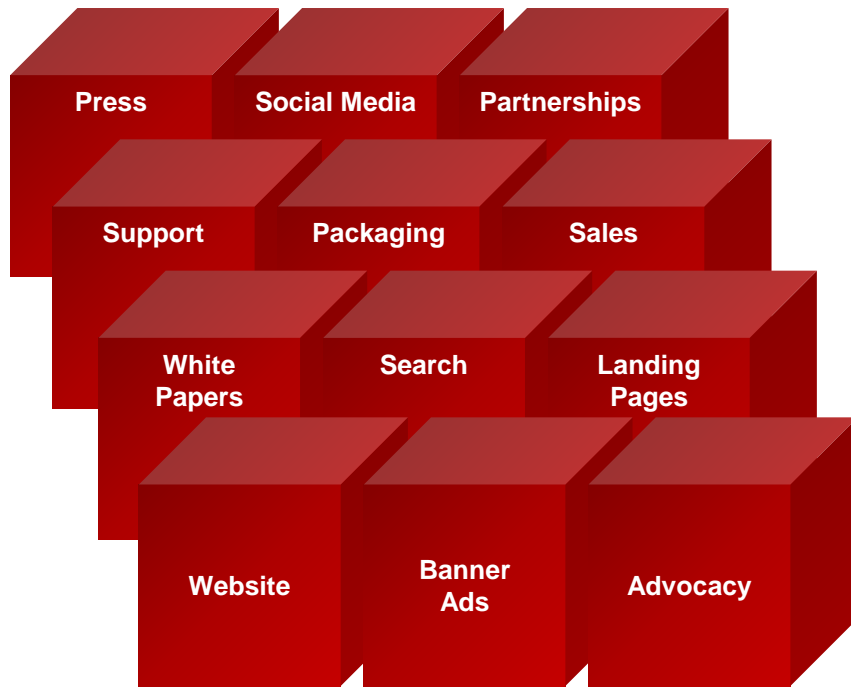 Press
Social Media
Partnerships
Support
Packaging
Sales
White
Papers
Search
Landing
Pages
Website
Banner
Ads
Advocacy